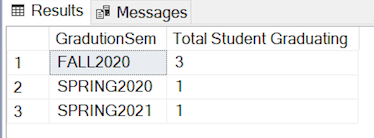 Results Messages
GradutionSem Total Student Graduating
1 FALL2020 3
2 SPRING2020 1
3 SPRING2021 1